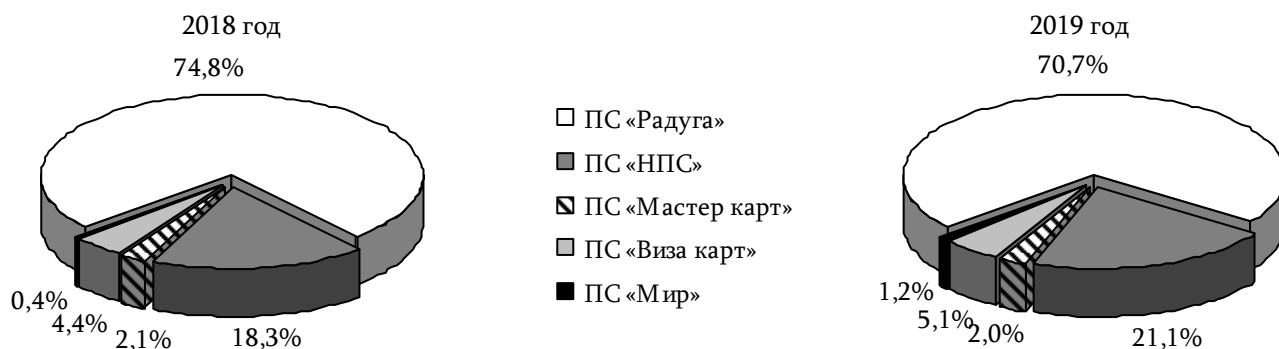 2018 год
74,8%
0,4%
4,4%
2,1%
18,3%
ПС «Радуга»
ПС «НПС»
ПС «Мастер карт»
ПС «Виза карт»
ПС «Мир»
2019 год
70,7%
1,2%
5,1%
2,0%
21,1%